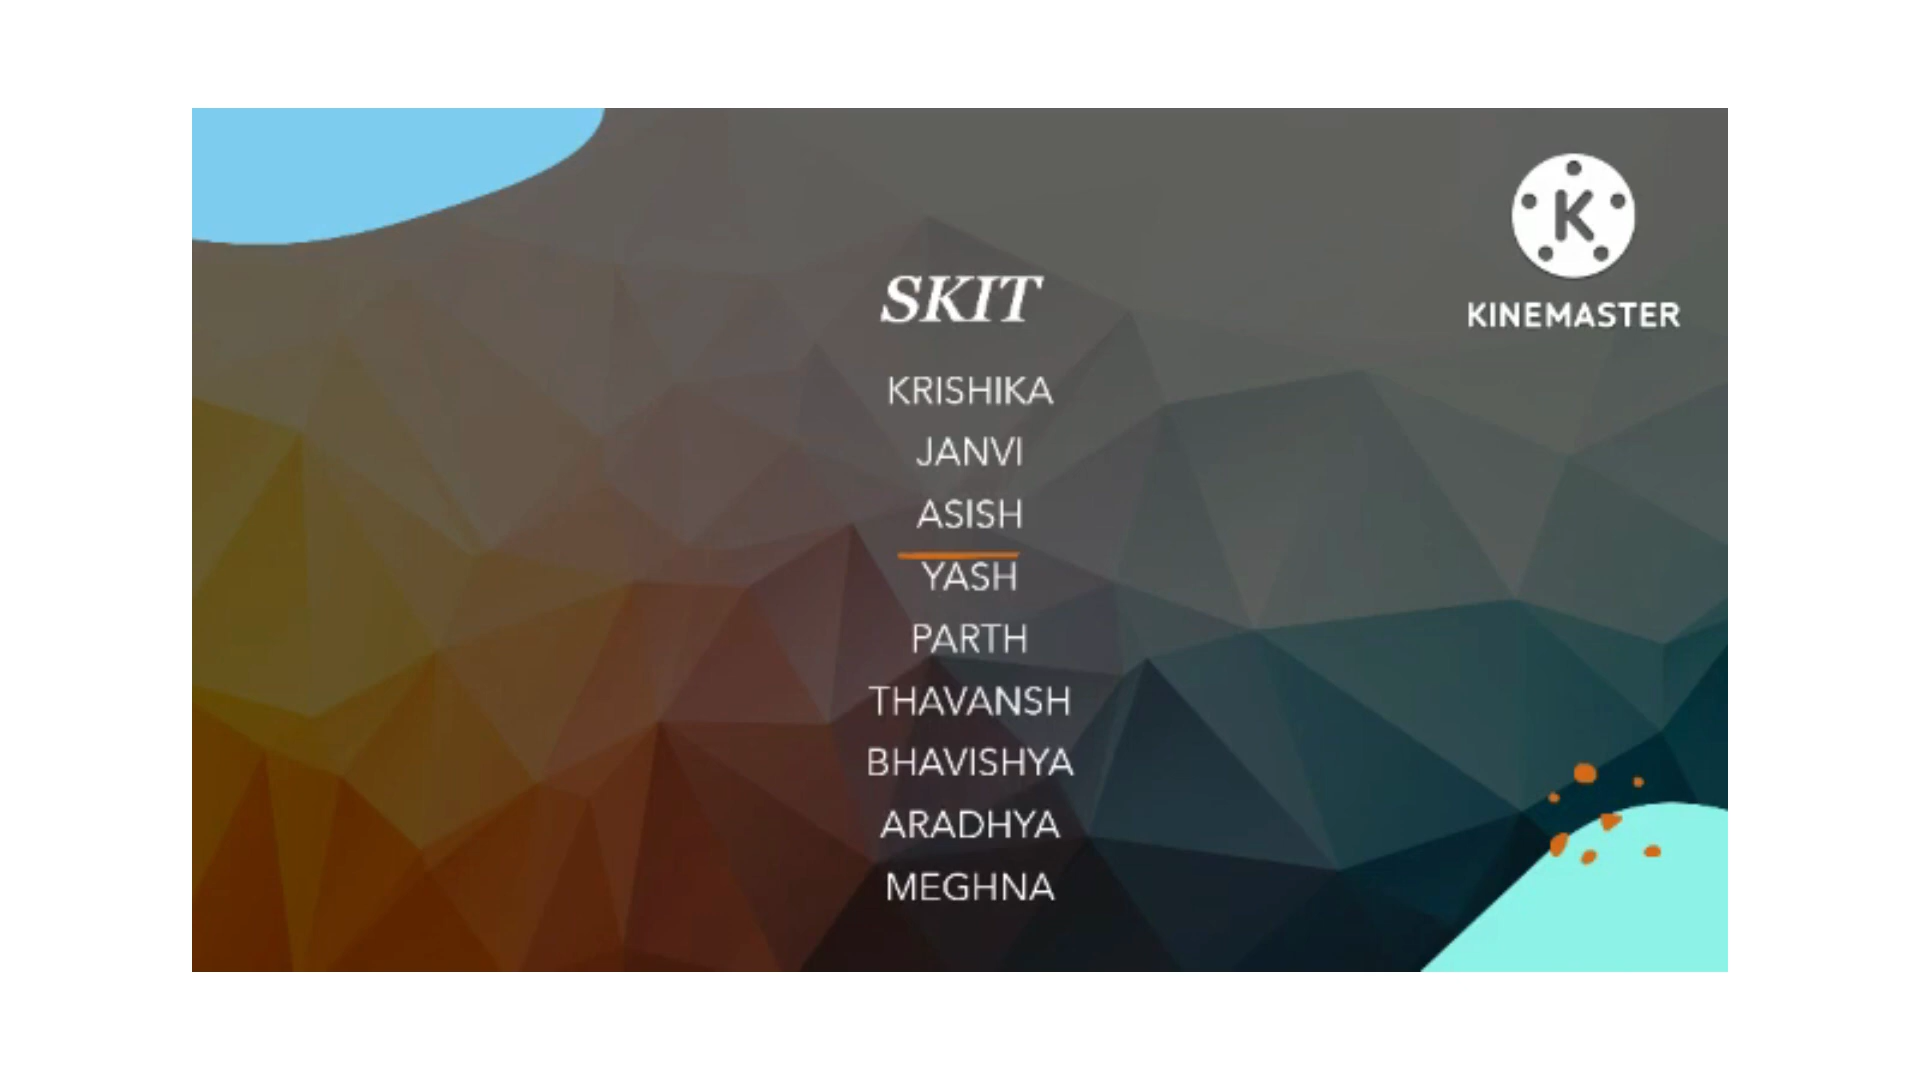 SKIT
KRISHIKA
JANVI
ASISH
YASH
PARTH
THAVANSH
BHAVISHYA
ARADHYA
MEGHNA
K
KINEMASTER